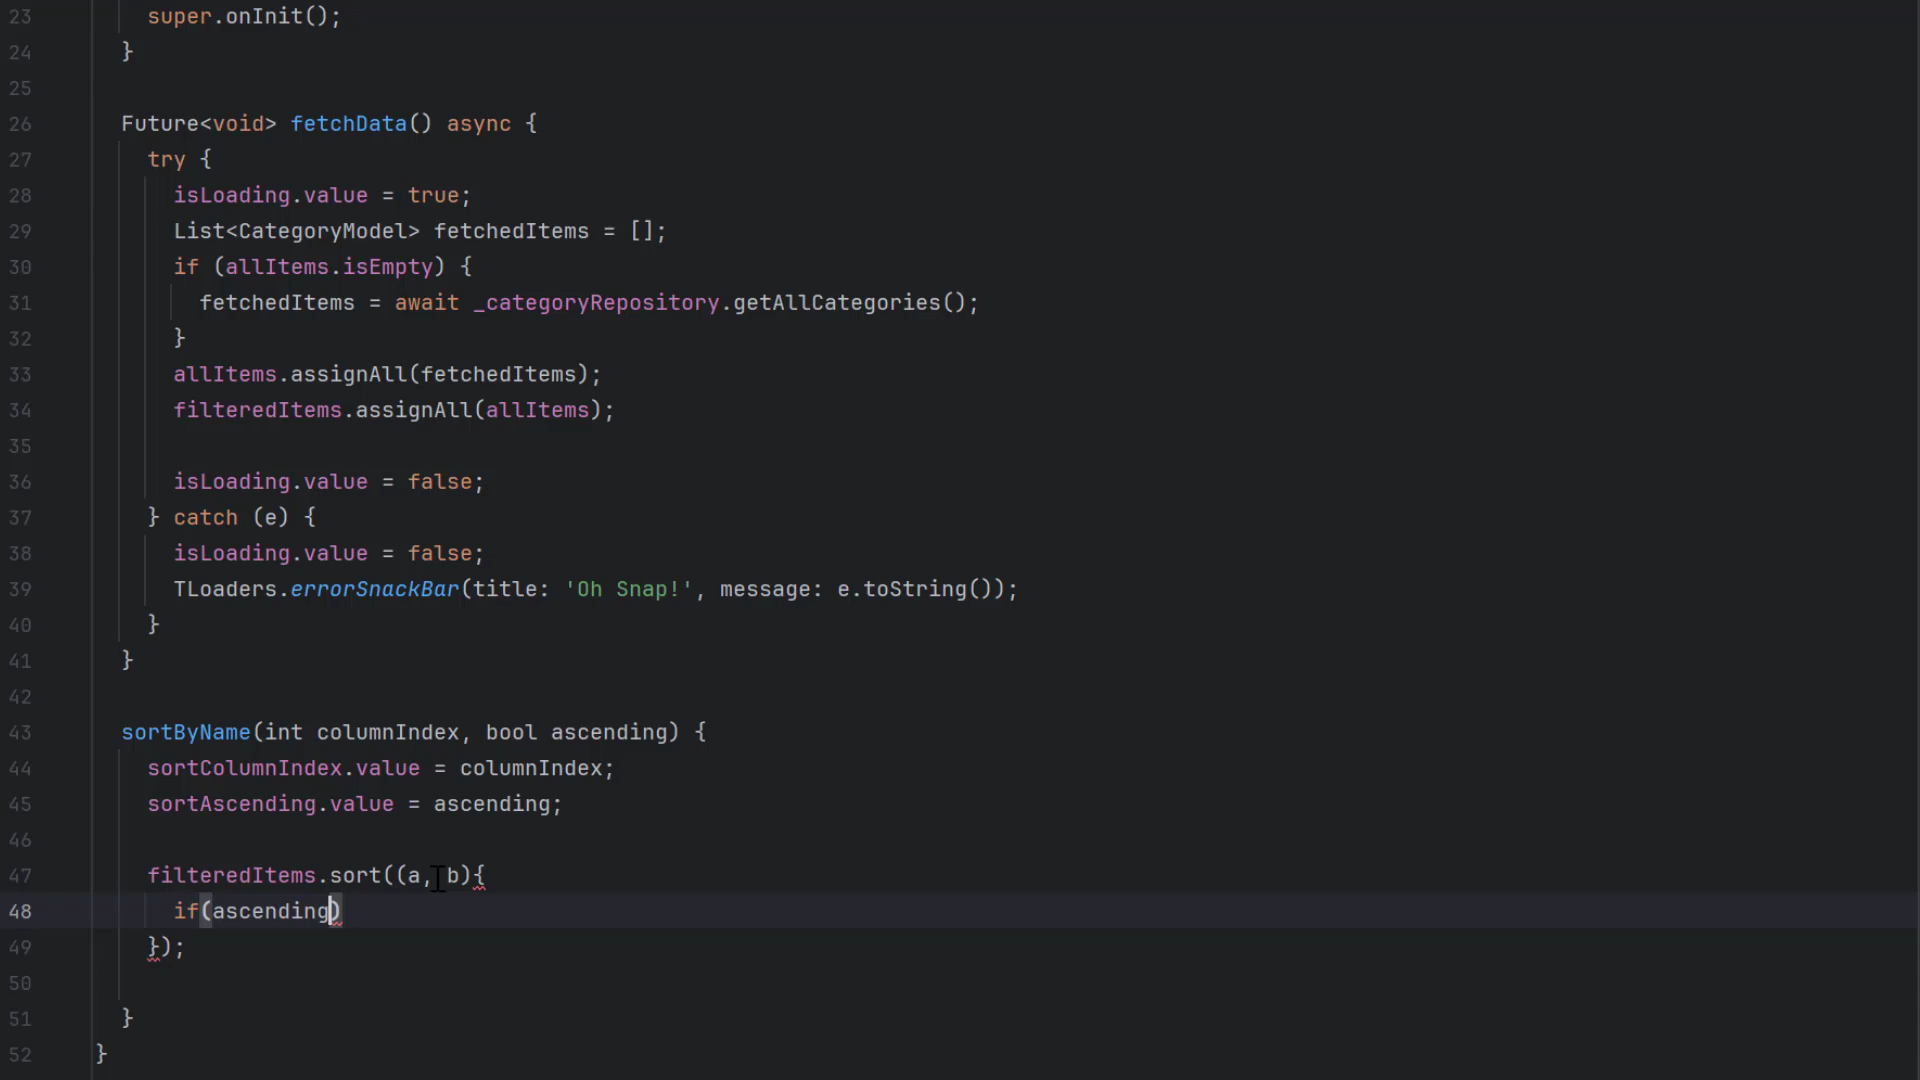 23 super.onInit();
24 }
25
26 Future<void> fetchData() async {
27 try {
28 isLoading.value = true;
29 List<CategoryModel> fetchedItems = [];
30 if (allItems.isEmpty) {
31 fetchedItems = await _categoryRepository.getAllCategories();
32 }
33 allItems.assignAll(fetchedItems);
34 filteredItems.assignAll(allItems);
35
36 isLoading.value = false;
37 } catch (e) {
38 isLoading.value = false;
39 TLoaders.errorSnackBar(title: 'Oh Snap!', message: e.toString());
40 }
41 }
42
43 sortByName(int columnIndex, bool ascending) {
44 sortColumnIndex.value = columnIndex;
45 sortAscending.value = ascending;
46
47 filteredItems.sort((a, b){
48 if(ascending)
49 });
50
51 }
52 }